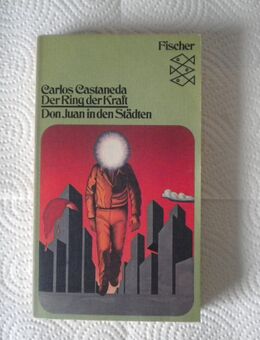 Fischer
Carlos Castaneda
Der Ring der Kraft
Don Juan in den Städten